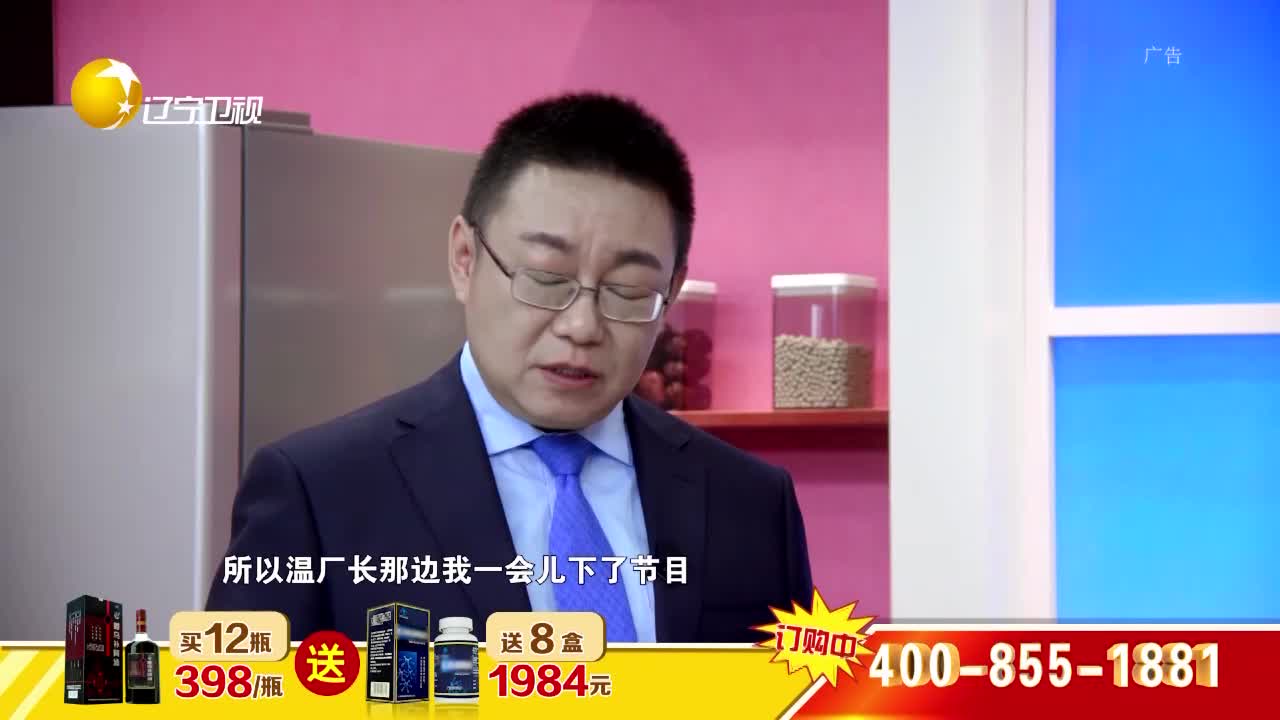 广告
辽宁卫视
所以温厂长那边我一会儿下了节目
买12瓶
398/瓶
送
送8盒
1984元
订购中
400-855-1881